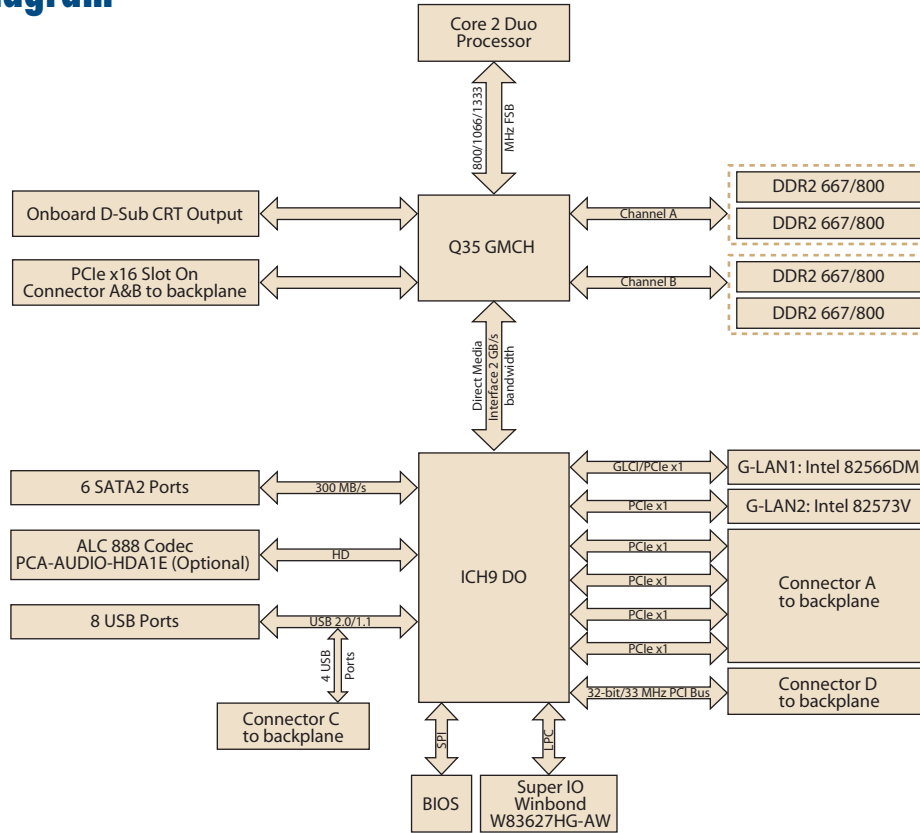 Core 2 Duo
Processor
800/1066/1333
MHz FSB
Onboard D-Sub CRT Output
PCIe x16 Slot On
Connector A&B to backplane
Q35 GMCH
Channel A
Channel B
DDR2 667/800
DDR2 667/800
DDR2 667/800
DDR2 667/800
Direct Media
Interface 2 GB/s
bandwidth
6 SATA2 Ports
300 MB/s
ALC 888 Codec
PCA-AUDIO-HDA1E (Optional)
HD
8 USB Ports
USB 2.0/1.1
4 USB
Ports
Connector C
to backplane
ICH9 DO
GLCI/PCIe x1
G-LAN1: Intel 82566DM
PCIe x1
G-LAN2: Intel 82573V
PCIe x1
PCIe x1
PCIe x1
PCIe x1
Connector A
to backplane
32-bit/33 MHz PCI Bus
Connector D
to backplane
SPI
LPC
BIOS
Super IO
Winbond
W83627HG-AW